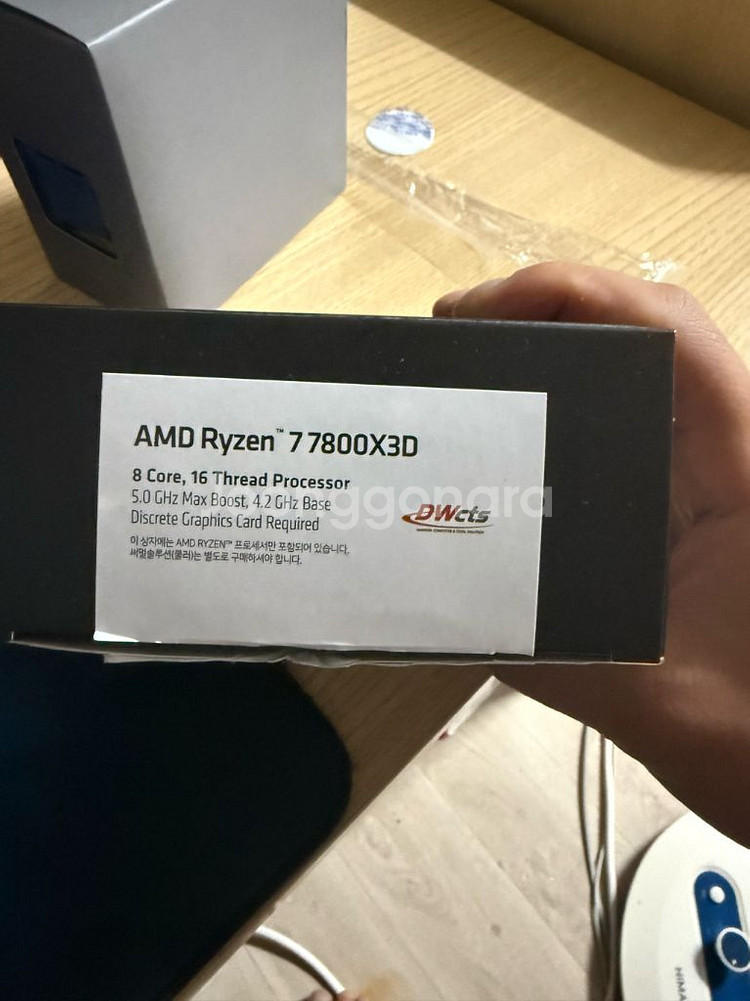 AMD Ryzen™ 7 7800X3D
8 Core, 16 Thread Processor
5.0 GHz Max Boost, 4.2 GHz Base
Discrete Graphics Card Required
이 상자에는 AMD RYZEN™ 프로세서만 포함되어 있습니다.
써멀솔루션(쿨러)는 별도로 구매하셔야 합니다.
DWcts